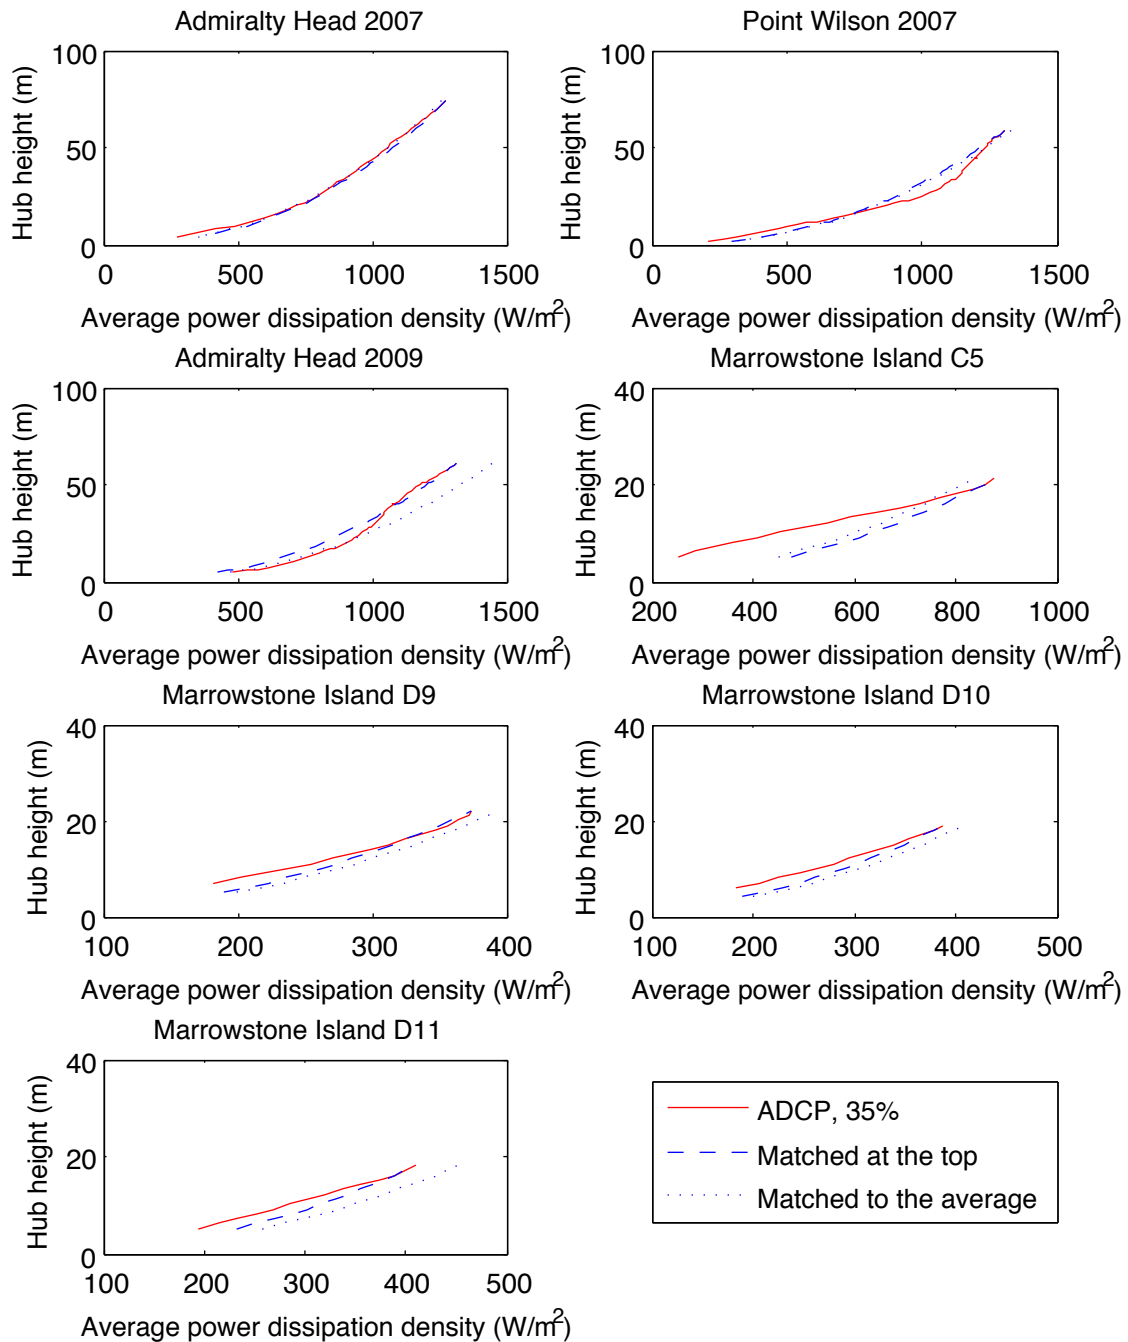 Admiralty Head 2007
100
50
0
Hub height (m)
0 500 1000 1500
Average power dissipation density (W/m²)
Point Wilson 2007
100
50
0
Hub height (m)
0 500 1000 1500
Average power dissipation density (W/m²)
Admiralty Head 2009
100
50
0
Hub height (m)
0 500 1000 1500
Average power dissipation density (W/m²)
Marrowstone Island C5
40
20
0
Hub height (m)
200 400 600 800 1000
Average power dissipation density (W/m²)
Marrowstone Island D9
40
20
0
Hub height (m)
100 200 300 400
Average power dissipation density (W/m²)
Marrowstone Island D10
40
20
0
Hub height (m)
100 200 300 400 500
Average power dissipation density (W/m²)
Marrowstone Island D11
40
20
0
Hub height (m)
100 200 300 400 500
Average power dissipation density (W/m²)
ADCP, 35%
Matched at the top
Matched to the average